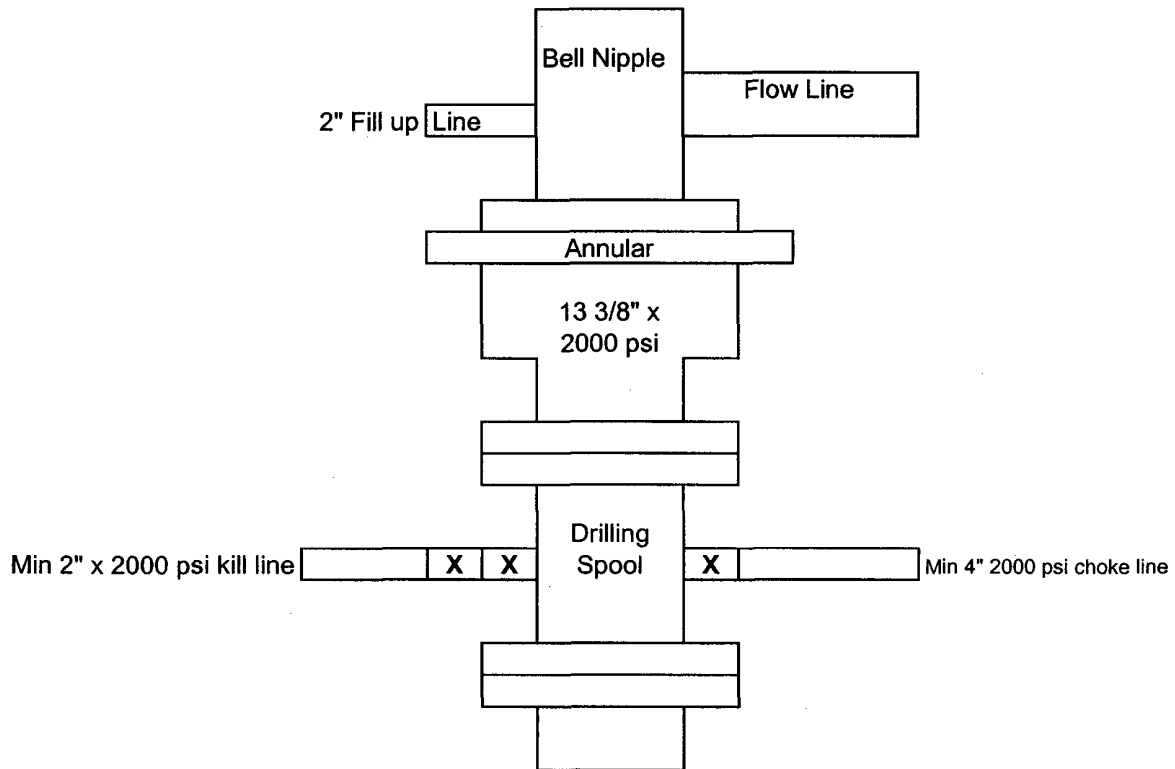 Bell Nipple
Flow Line
2" Fill up Line
Annular
13 3/8" x
2000 psi
Drilling
Spool
Min 2" x 2000 psi kill line
X X
X
Min 4" 2000 psi choke line